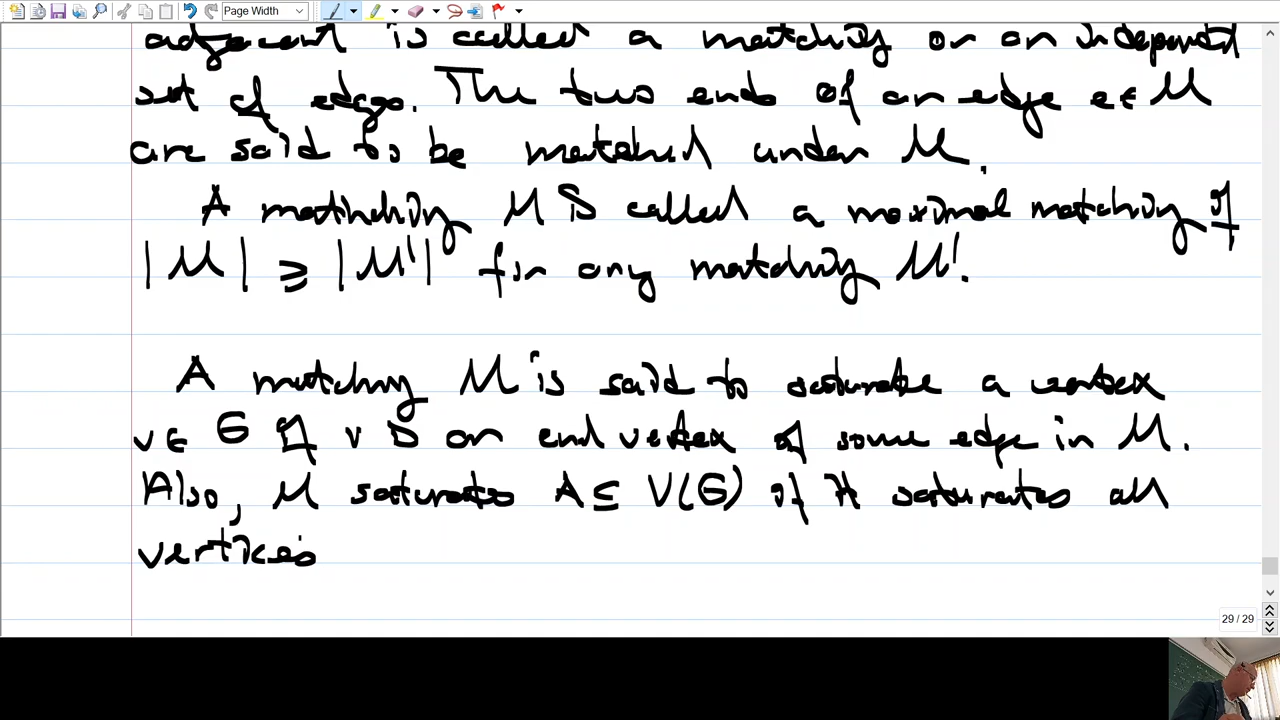 Page Width
adjacent is called a matching or an independent
set of edges. The two ends of an edge e ∈ M
are said to be matched under M.
A matinching M is called a maximal matching if
|M| ⩾ |M'| for any matching M'.
A matching M is said to saturate a vertex
v ∈ G if v is an end vertex of some edge in M.
Also, M saturates A ⊆ V(G) if it saturates all
vertices
29 / 29